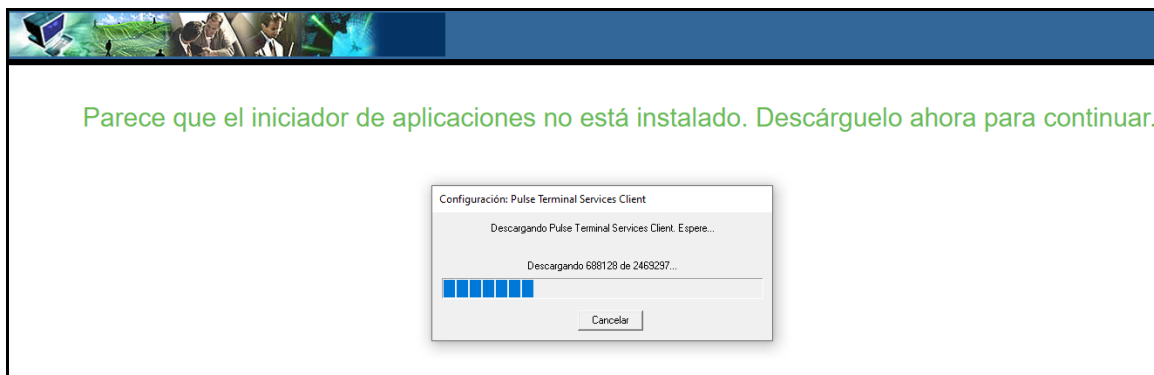 Parece que el iniciador de aplicaciones no está instalado. Descárguelo ahora para continuar.
Configuración: Pulse Terminal Services Client
Descargando Pulse Terminal Services Client. Espere...
Descargando 688128 de 2469297...
Cancelar